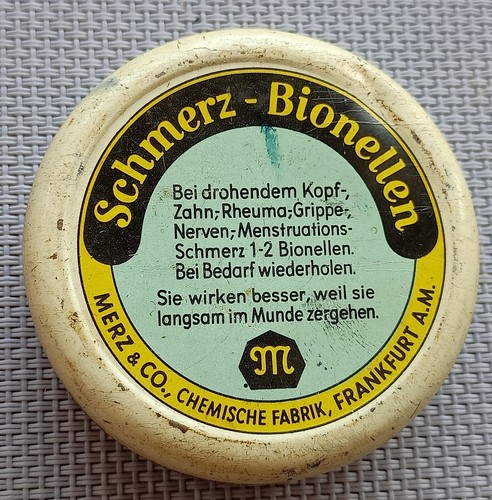 Schmerz-Bionellen
Bei drohendem Kopf-,
Zahn-, Rheuma-, Grippe-,
Nerven-, Menstruations-
Schmerz 1-2 Bionellen.
Bei Bedarf wiederholen.
Sie wirken besser, weil sie
langsam im Munde zergehen.
M
MERZ & CO., CHEMISCHE FABRIK, FRANKFURT A.M.